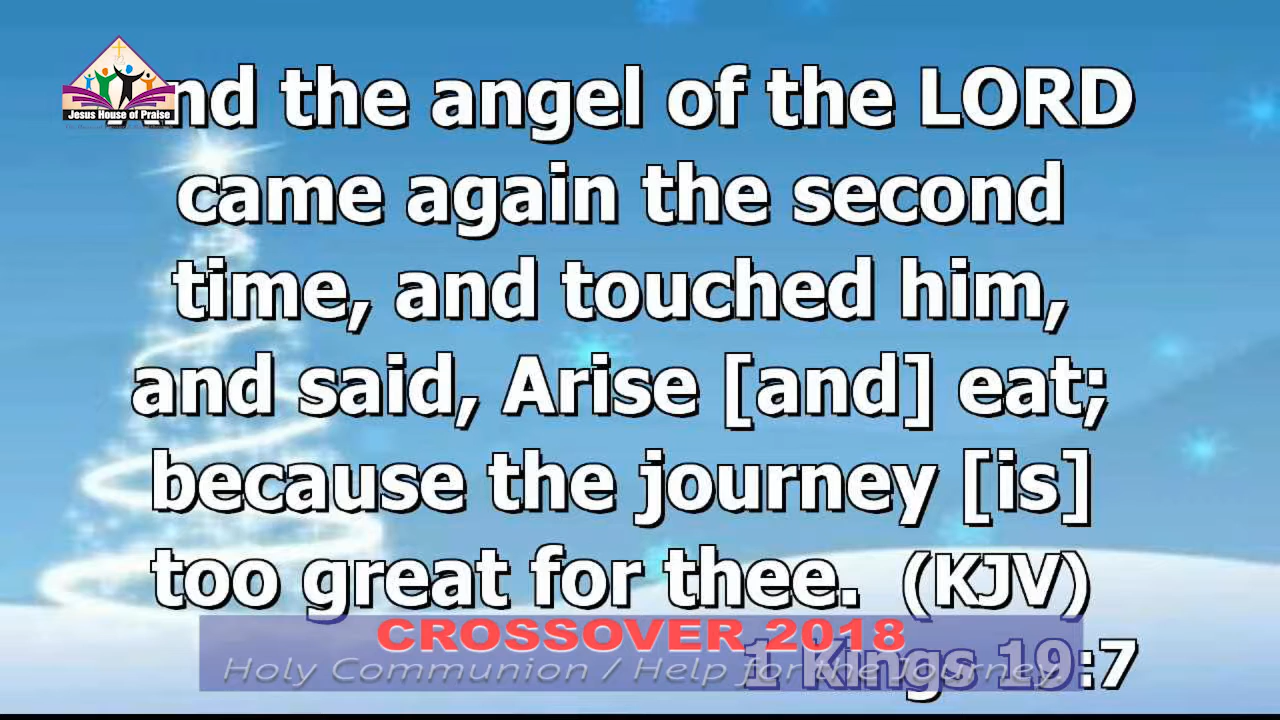 And the angel of the LORD
came again the second
time, and touched him,
and said, Arise [and] eat;
because the journey [is]
too great for thee. (KJV)
1 Kings 19:7
Jesus House of Praise
CROSSOVER 2018
Holy Communion / Help for the Journey